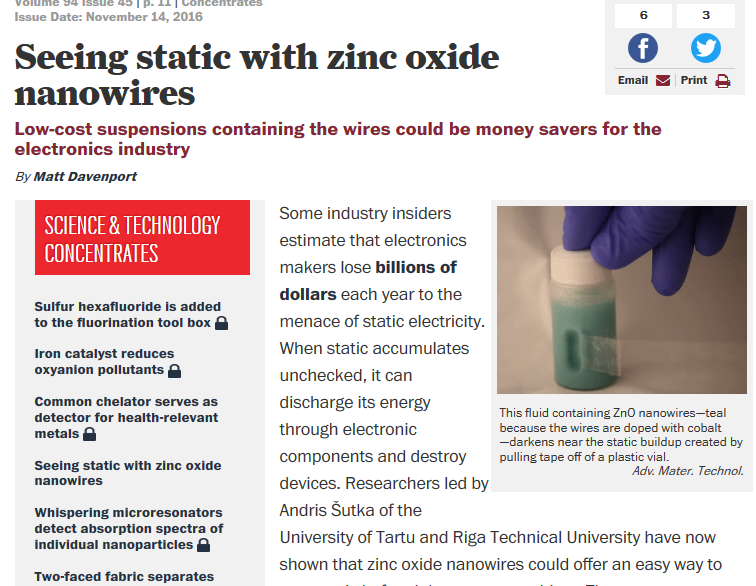 Volume 94 Issue 45 | p. 11 | Concentrates
Issue Date: November 14, 2016
6
3
Email
Print
Seeing static with zinc oxide
nanowires
Low-cost suspensions containing the wires could be money savers for the
electronics industry
By Matt Davenport
SCIENCE & TECHNOLOGY
CONCENTRATES
Sulfur hexafluoride is added
to the fluorination tool box
Iron catalyst reduces
oxyanion pollutants
Common chelator serves as
detector for health-relevant
metals
Seeing static with zinc oxide
nanowires
Whispering microresonators
detect absorption spectra of
individual nanoparticles
Two-faced fabric separates
Some industry insiders
estimate that electronics
makers lose billions of
dollars each year to the
menace of static electricity.
When static accumulates
unchecked, it can
discharge its energy
through electronic
components and destroy
devices. Researchers led by
Andris Šutka of the
University of Tartu and Riga Technical University have now
shown that zinc oxide nanowires could offer an easy way to
This fluid containing ZnO nanowires—teal
because the wires are doped with cobalt
—darkens near the static buildup created by
pulling tape off of a plastic vial.
Adv. Mater. Technol.